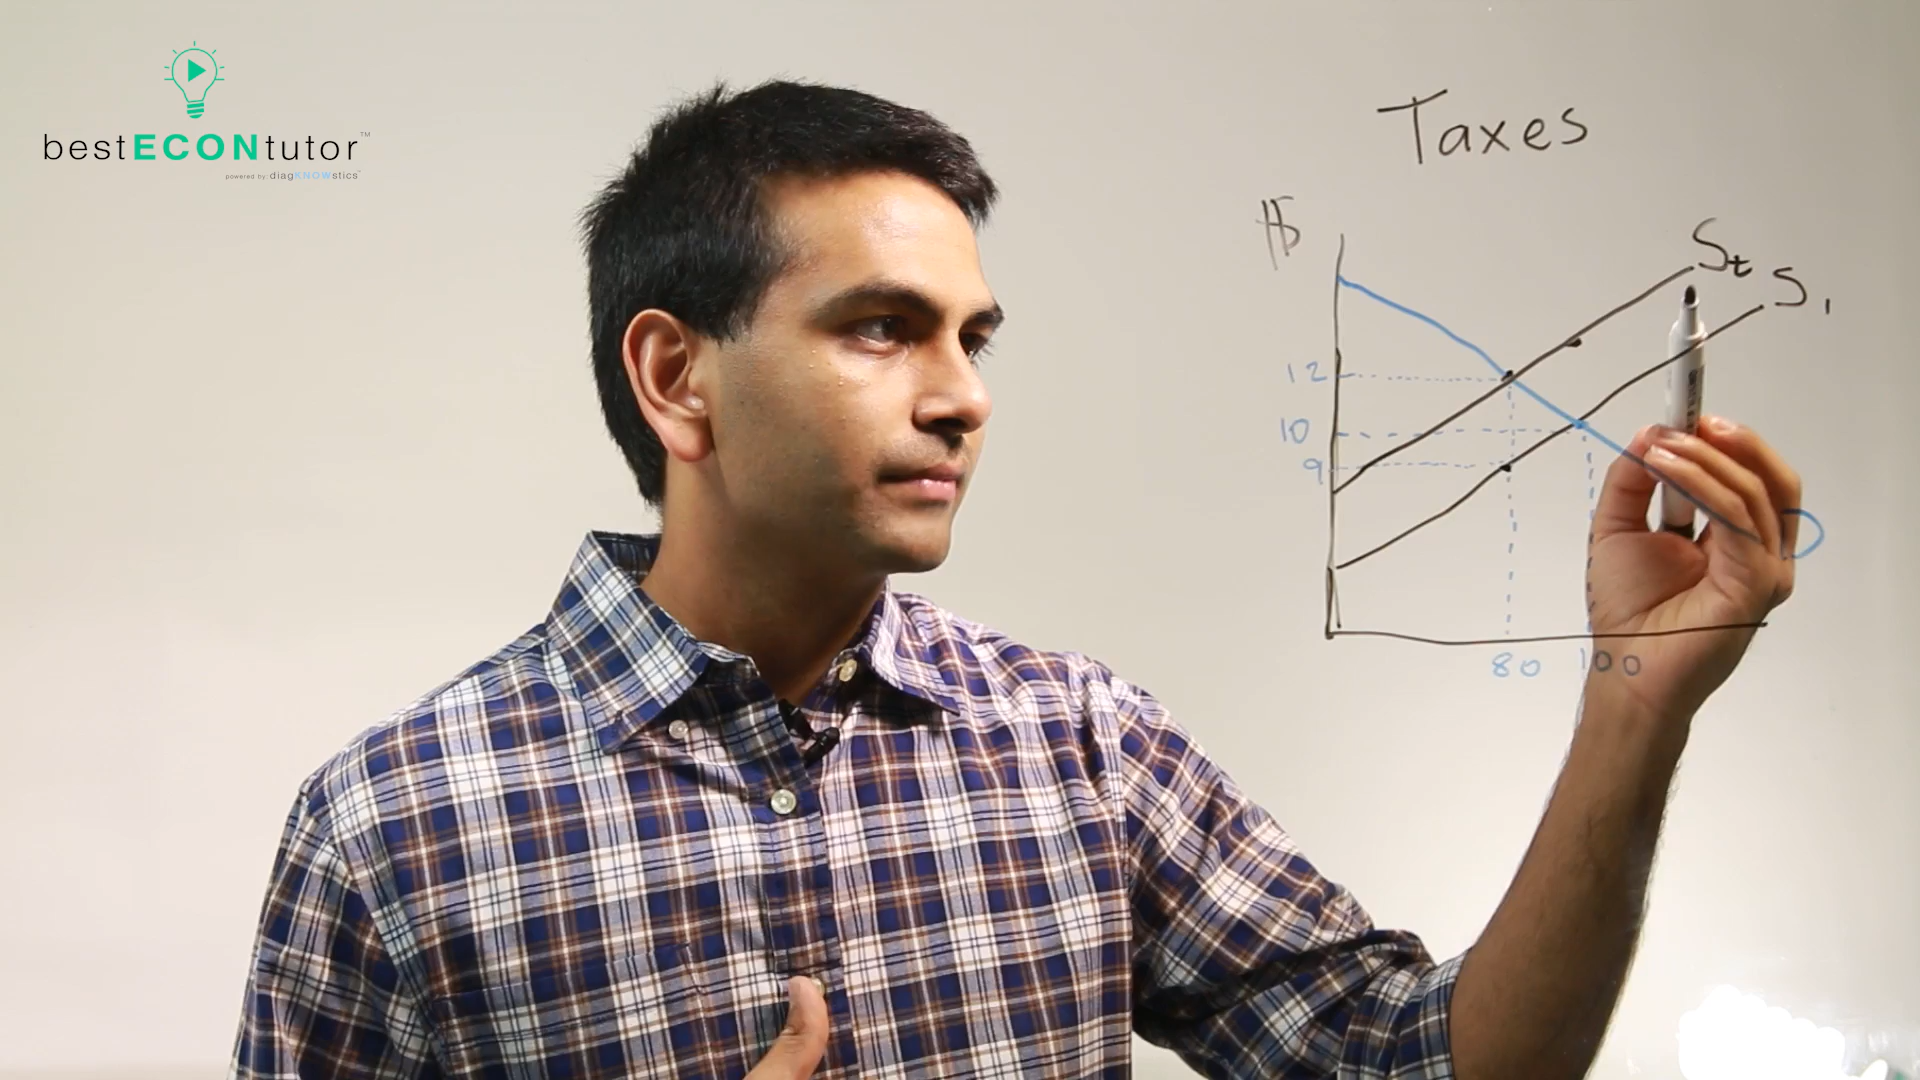 bestECONtutor™
powered by: diagKNOWstics
Taxes
$
St
S1
12
10
9
D
80 100